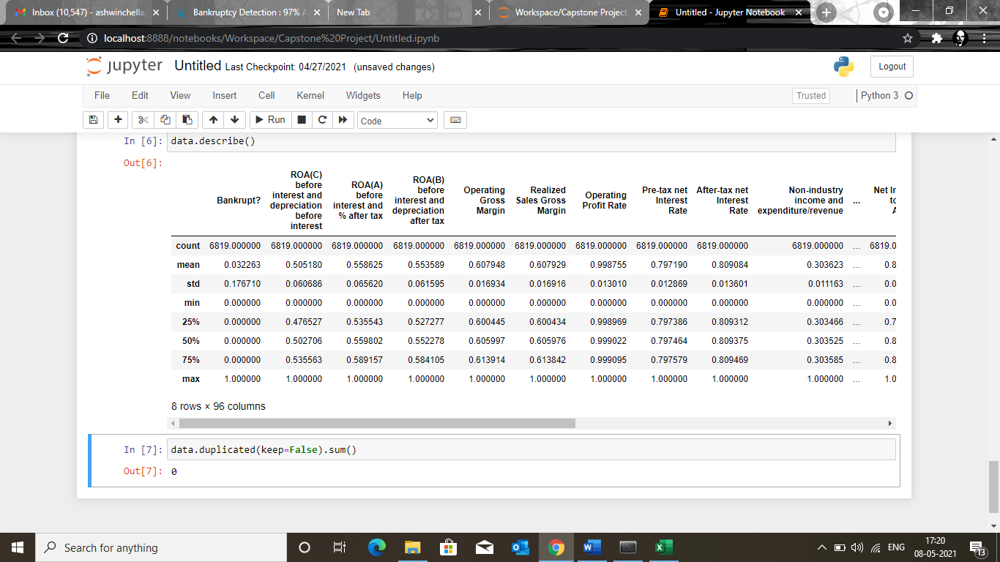 Inbox (10,547) - ashwinchella
Bankruptcy Detection : 97% A
New Tab
Workspace/Capstone Project
Untitled - Jupyter Notebook
localhost:8888/notebooks/Workspace/Capstone%20Project/Untitled.ipynb
jupyter Untitled Last Checkpoint: 04/27/2021 (unsaved changes)
Logout
File Edit View Insert Cell Kernel Widgets Help
Trusted
Python 3
Run
Code
In [6]: data.describe()
Out[6]:
Bankrupt?
ROA(C) before interest and depreciation before interest
ROA(A) before interest and % after tax
ROA(B) before interest and depreciation after tax
Operating Gross Margin
Realized Sales Gross Margin
Operating Profit Rate
Pre-tax net Interest Rate
After-tax net Interest Rate
Non-industry income and expenditure/revenue
...
Net In
to
A
count 6819.000000 6819.000000 6819.000000 6819.000000 6819.000000 6819.000000 6819.000000 6819.000000 6819.000000 6819.000000 ... 6819.0
mean 0.032263 0.505180 0.558625 0.553589 0.607948 0.607929 0.998755 0.797190 0.809084 0.303623 ... 0.8
std 0.176710 0.060686 0.065620 0.061595 0.016934 0.016916 0.013010 0.012869 0.013601 0.011163 ... 0.0
min 0.000000 0.000000 0.000000 0.000000 0.000000 0.000000 0.000000 0.000000 0.000000 0.000000 ... 0.0
25% 0.000000 0.476527 0.535543 0.527277 0.600445 0.600434 0.998969 0.797386 0.809312 0.303466 ... 0.7
50% 0.000000 0.502706 0.559802 0.552278 0.605997 0.605976 0.999022 0.797464 0.809375 0.303525 ... 0.8
75% 0.000000 0.535563 0.589157 0.584105 0.613914 0.613842 0.999095 0.797579 0.809469 0.303585 ... 0.8
max 1.000000 1.000000 1.000000 1.000000 1.000000 1.000000 1.000000 1.000000 1.000000 1.000000 ... 1.0
8 rows × 96 columns
In [7]: data.duplicated(keep=False).sum()
Out[7]: 0
Search for anything
ENG
17:20
08-05-2021
13